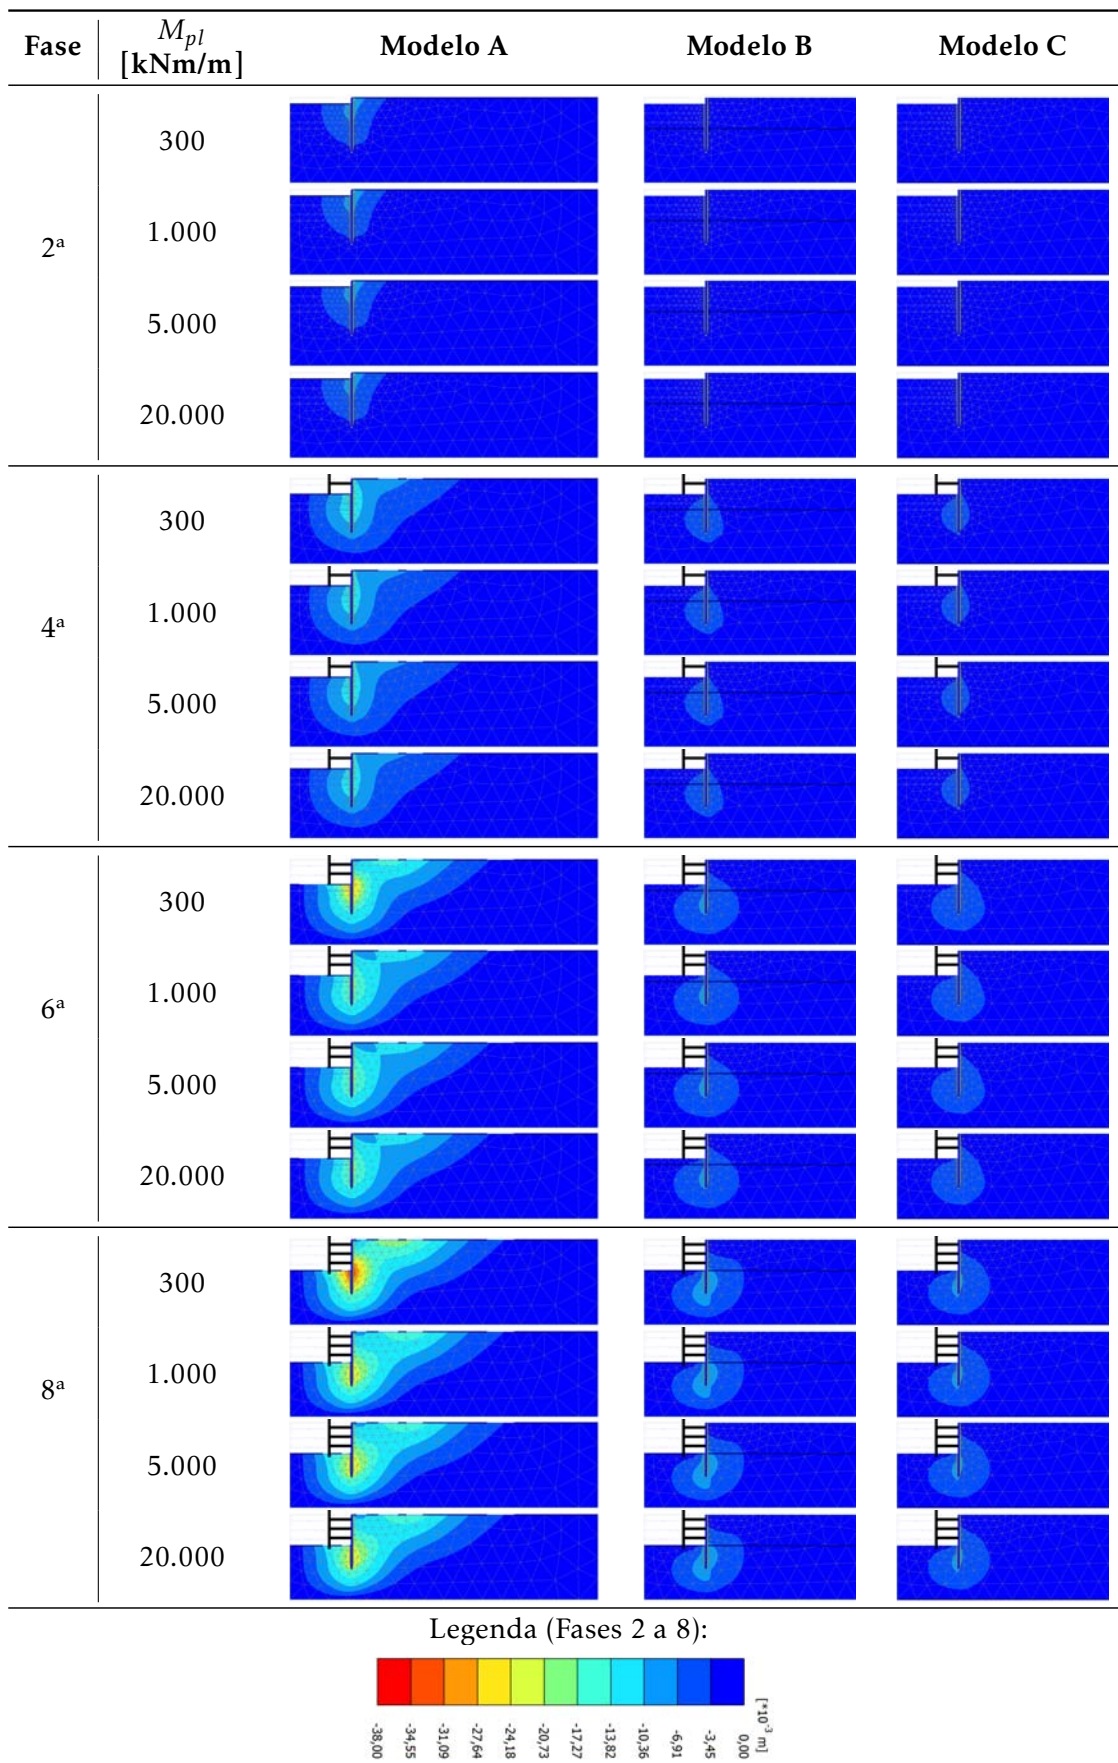 Fase M_pl [kNm/m] Modelo A Modelo B Modelo C
2ª
300
1.000
5.000
20.000
4ª
300
1.000
5.000
20.000
6ª
300
1.000
5.000
20.000
8ª
300
1.000
5.000
20.000
Legenda (Fases 2 a 8):
[*10⁻³ m]
-38,00 -34,55 -31,09 -27,64 -24,18 -20,73 -17,27 -13,82 -10,36 -6,91 -3,45 0,00